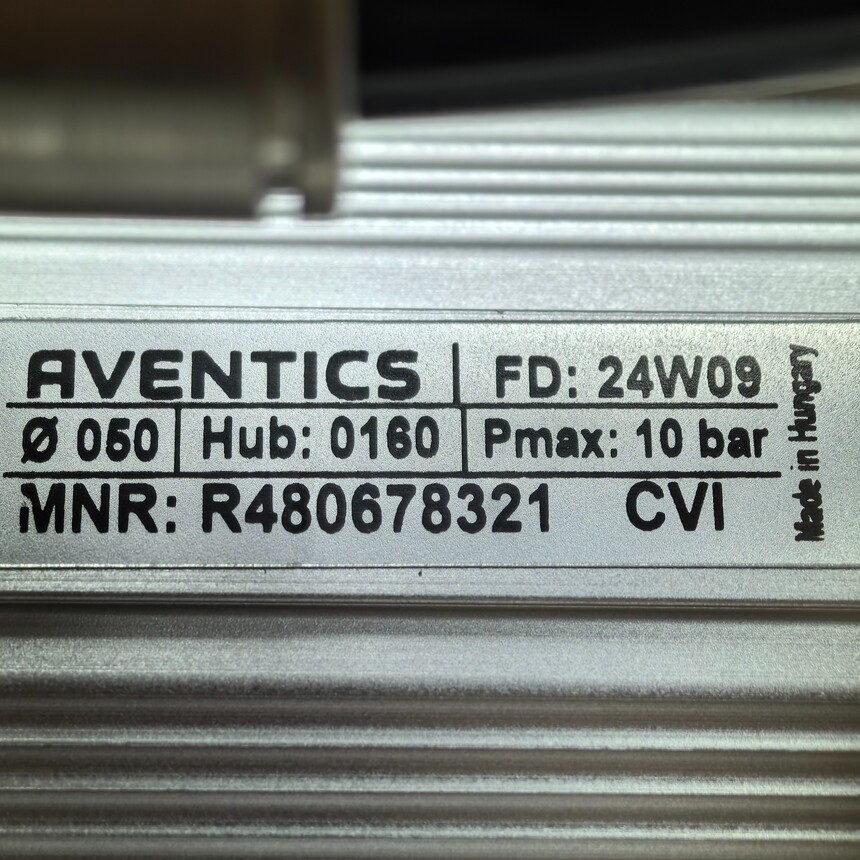 AVENTICS FD: 24W09
Ø 050 Hub: 0160 Pmax: 10 bar
MNR: R480678321 CVI
Made in Hungary